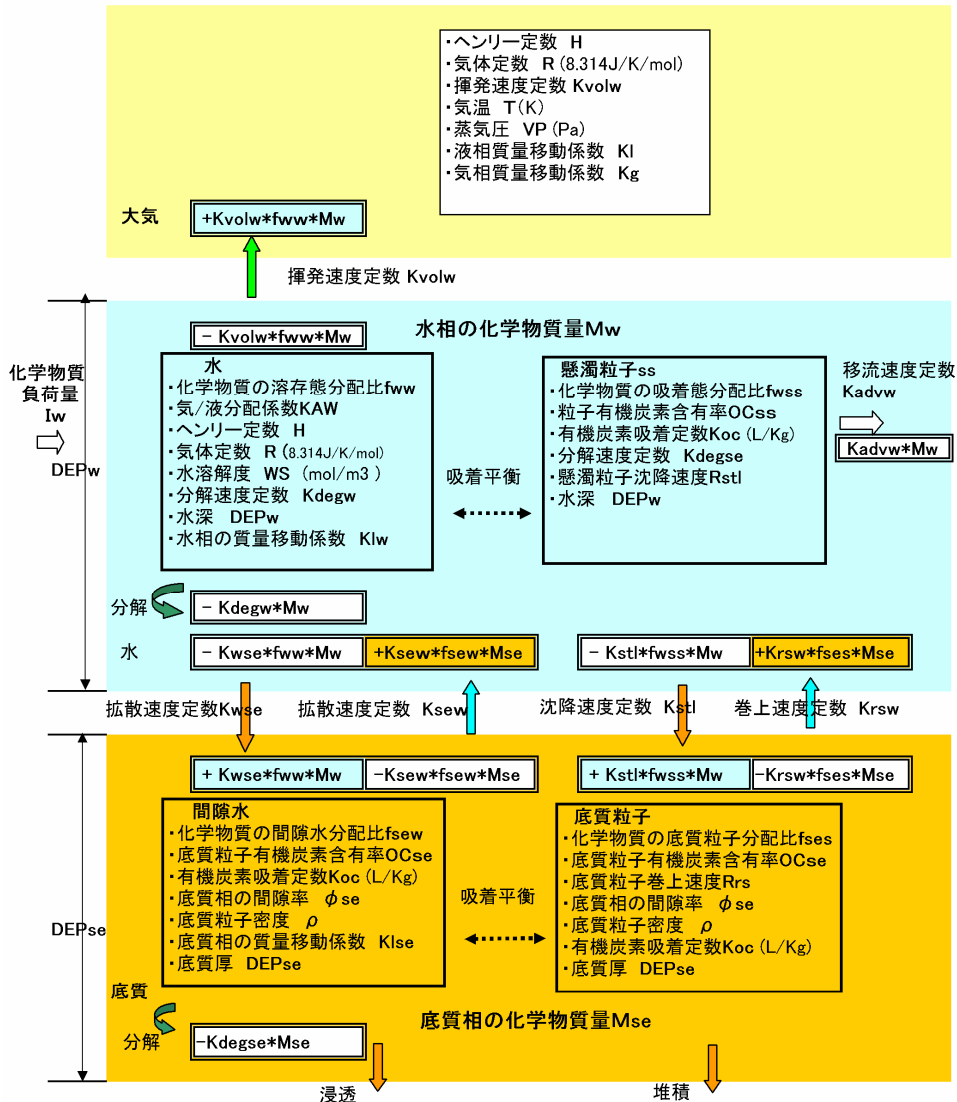 ・ヘンリー定数 H
・気体定数 R (8.314J/K/mol)
・揮発速度定数 Kvolw
・気温 T(K)
・蒸気圧 VP (Pa)
・液相質量移動係数 Kl
・気相質量移動係数 Kg
大気
+Kvolw*fww*Mw
揮発速度定数 Kvolw
水相の化学物質量Mw
- Kvolw*fww*Mw
化学物質
負荷量
Iw
DEPw
水
・化学物質の溶存態分配比fww
・気/液分配係数KAW
・ヘンリー定数 H
・気体定数 R (8.314J/K/mol)
・水溶解度 WS (mol/m3 )
・分解速度定数 Kdegw
・水深 DEPw
・水相の質量移動係数 Klw
吸着平衡
懸濁粒子ss
・化学物質の吸着態分配比fwss
・粒子有機炭素含有率OCss
・有機炭素吸着定数Koc (L/Kg)
・分解速度定数 Kdegse
・懸濁粒子沈降速度Rstl
・水深 DEPw
移流速度定数
Kadvw
Kadvw*Mw
分解
- Kdegw*Mw
水
- Kwse*fww*Mw
+Ksew*fsew*Mse
- Kstl*fwss*Mw
+Krsw*fses*Mse
拡散速度定数Kwse
拡散速度定数 Ksew
沈降速度定数 Kstl
巻上速度定数 Krsw
+ Kwse*fww*Mw
-Ksew*fsew*Mse
+ Kstl*fwss*Mw
-Krsw*fses*Mse
DEPse
間隙水
・化学物質の間隙水分配比fsew
・底質粒子有機炭素含有率OCse
・有機炭素吸着定数Koc (L/Kg)
・底質相の間隙率 φse
・底質粒子密度 ρ
・底質相の質量移動係数 Klse
・底質厚 DEPse
吸着平衡
底質粒子
・化学物質の底質粒子分配比fses
・底質粒子有機炭素含有率OCse
・底質粒子巻上速度Rrs
・底質相の間隙率 φse
・底質粒子密度 ρ
・有機炭素吸着定数Koc (L/Kg)
・底質厚 DEPse
底質
底質相の化学物質量Mse
分解
-Kdegse*Mse
浸透
堆積